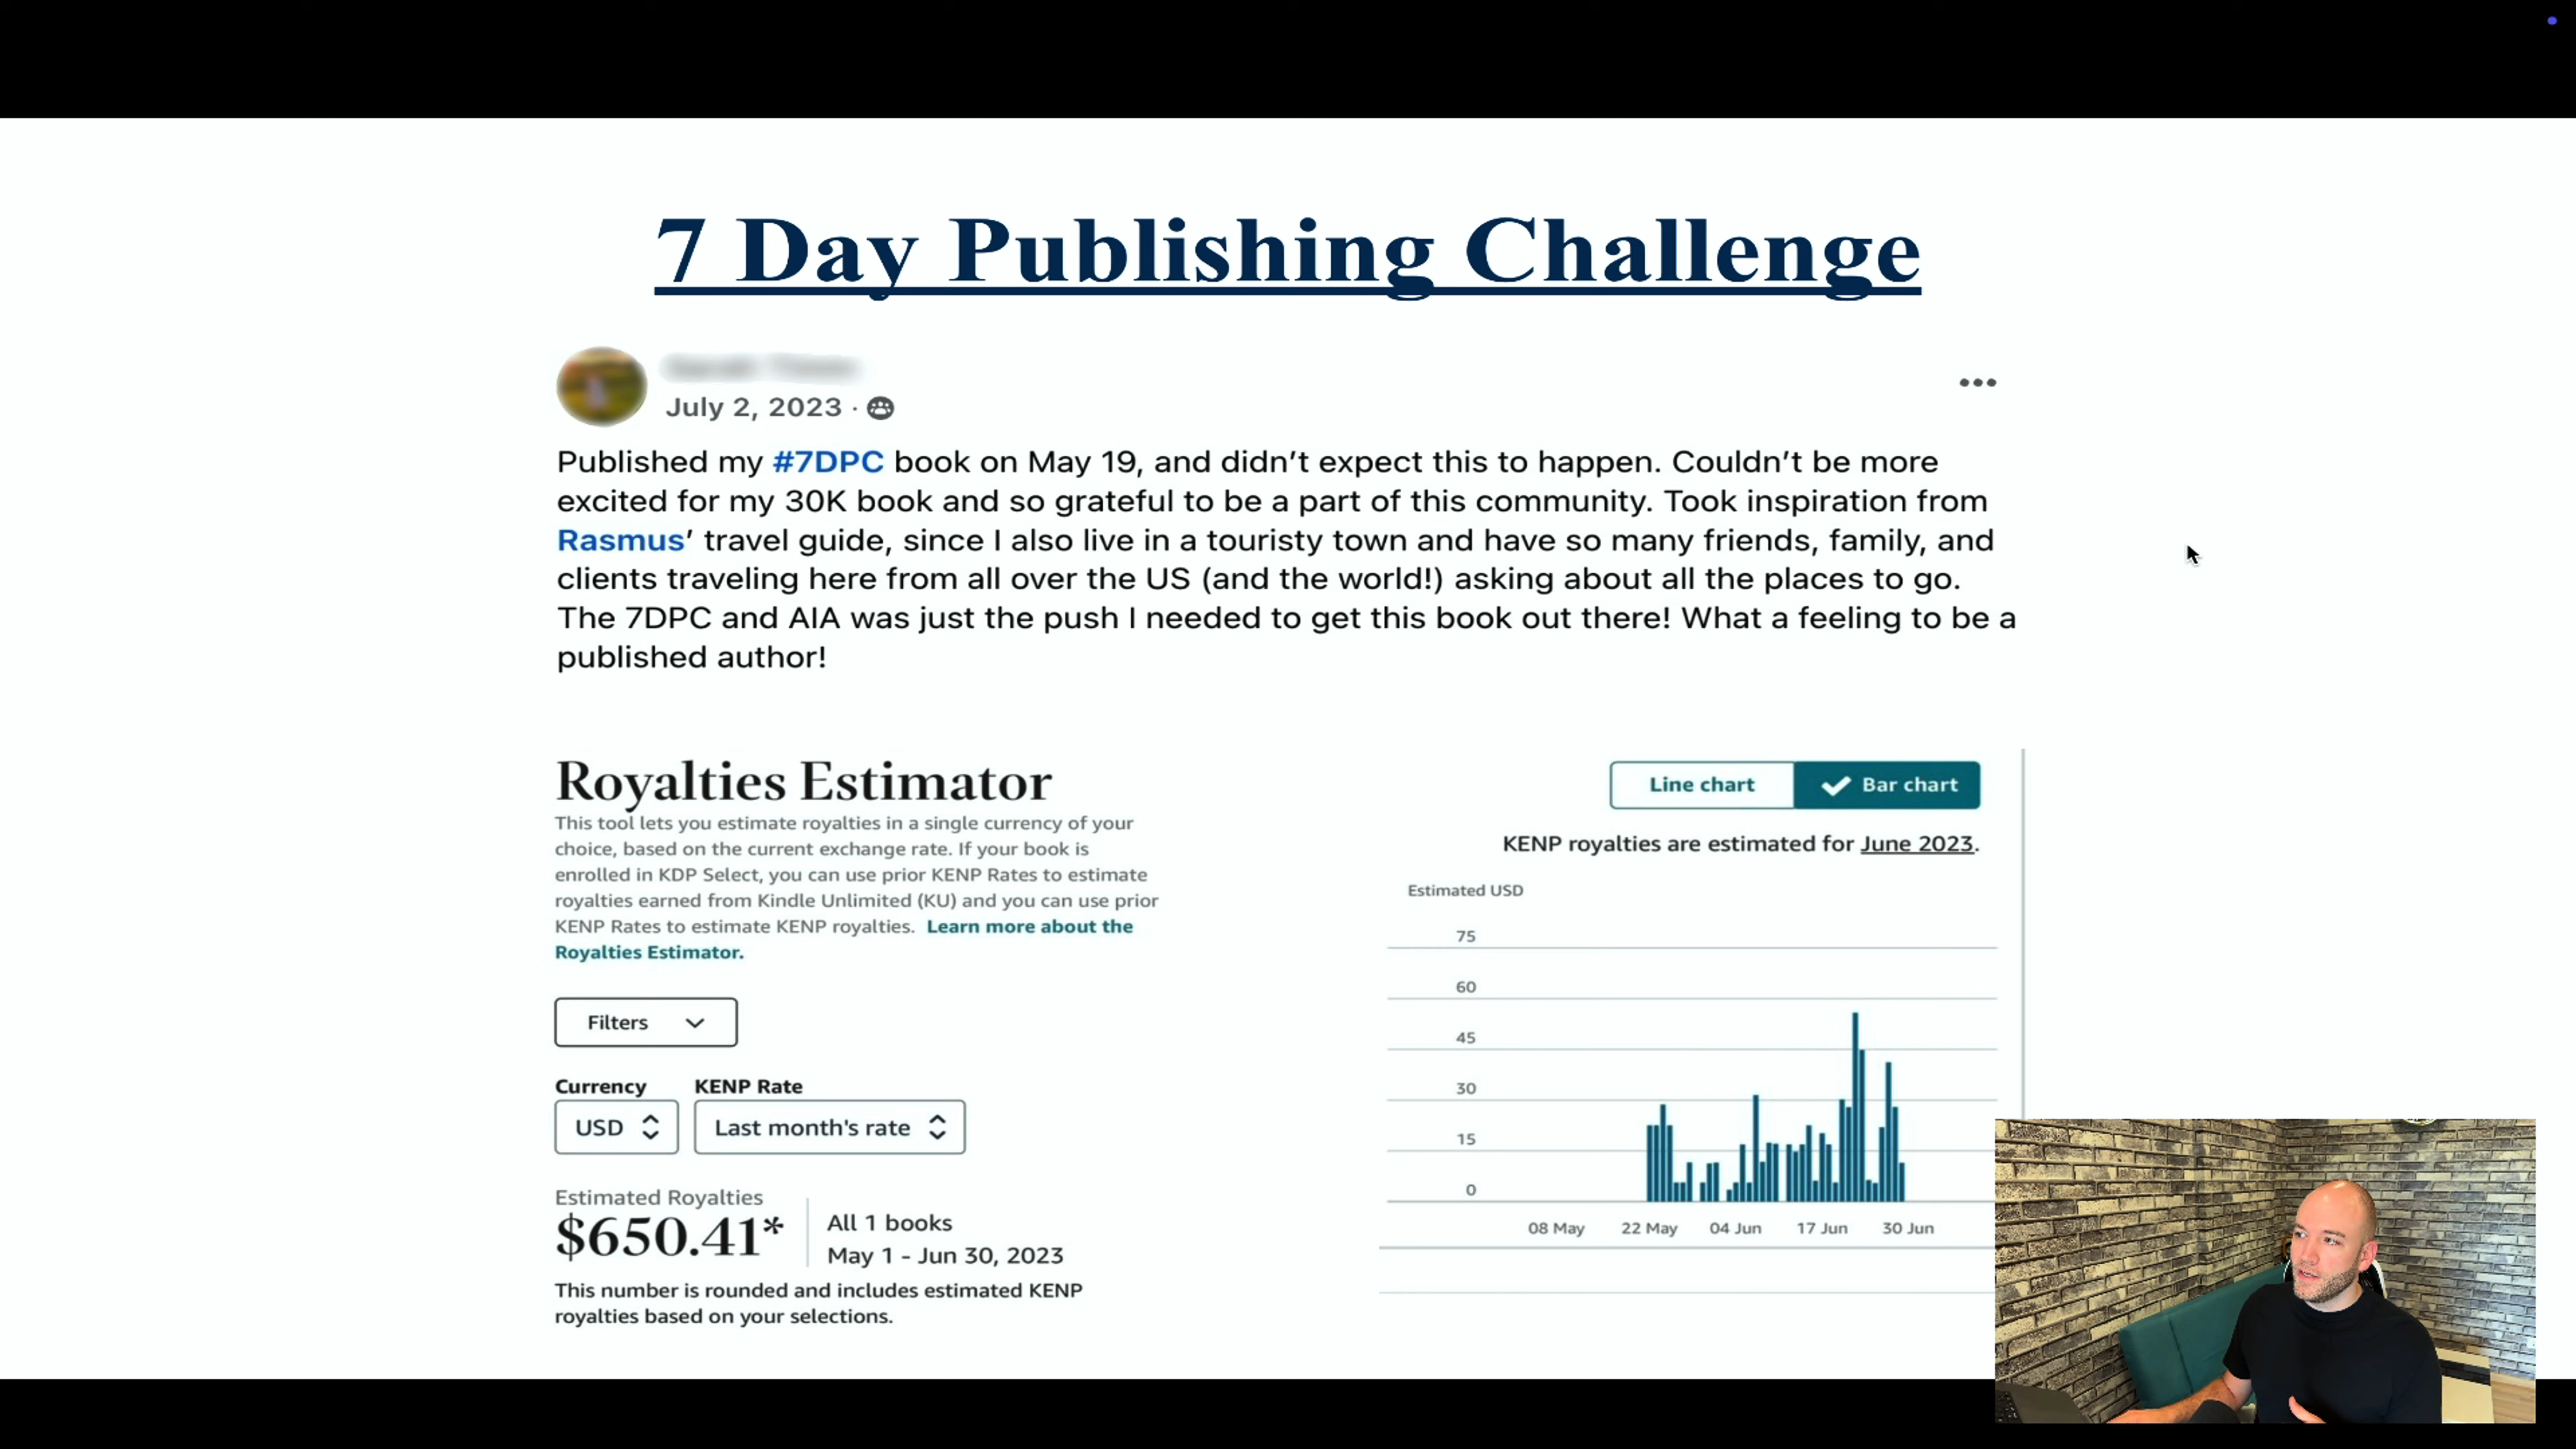 7 Day Publishing Challenge
July 2, 2023 ·
Published my #7DPC book on May 19, and didn't expect this to happen. Couldn't be more
excited for my 30K book and so grateful to be a part of this community. Took inspiration from
Rasmus' travel guide, since I also live in a touristy town and have so many friends, family, and
clients traveling here from all over the US (and the world!) asking about all the places to go.
The 7DPC and AIA was just the push I needed to get this book out there! What a feeling to be a
published author!
Royalties Estimator
This tool lets you estimate royalties in a single currency of your
choice, based on the current exchange rate. If your book is
enrolled in KDP Select, you can use prior KENP Rates to estimate
royalties earned from Kindle Unlimited (KU) and you can use prior
KENP Rates to estimate KENP royalties. Learn more about the
Royalties Estimator.
Filters
Currency KENP Rate
USD Last month's rate
Estimated Royalties
$650.41*
All 1 books
May 1 - Jun 30, 2023
This number is rounded and includes estimated KENP
royalties based on your selections.
Line chart Bar chart
KENP royalties are estimated for June 2023.
Estimated USD
75
60
45
30
15
0
08 May 22 May 04 Jun 17 Jun 30 Jun